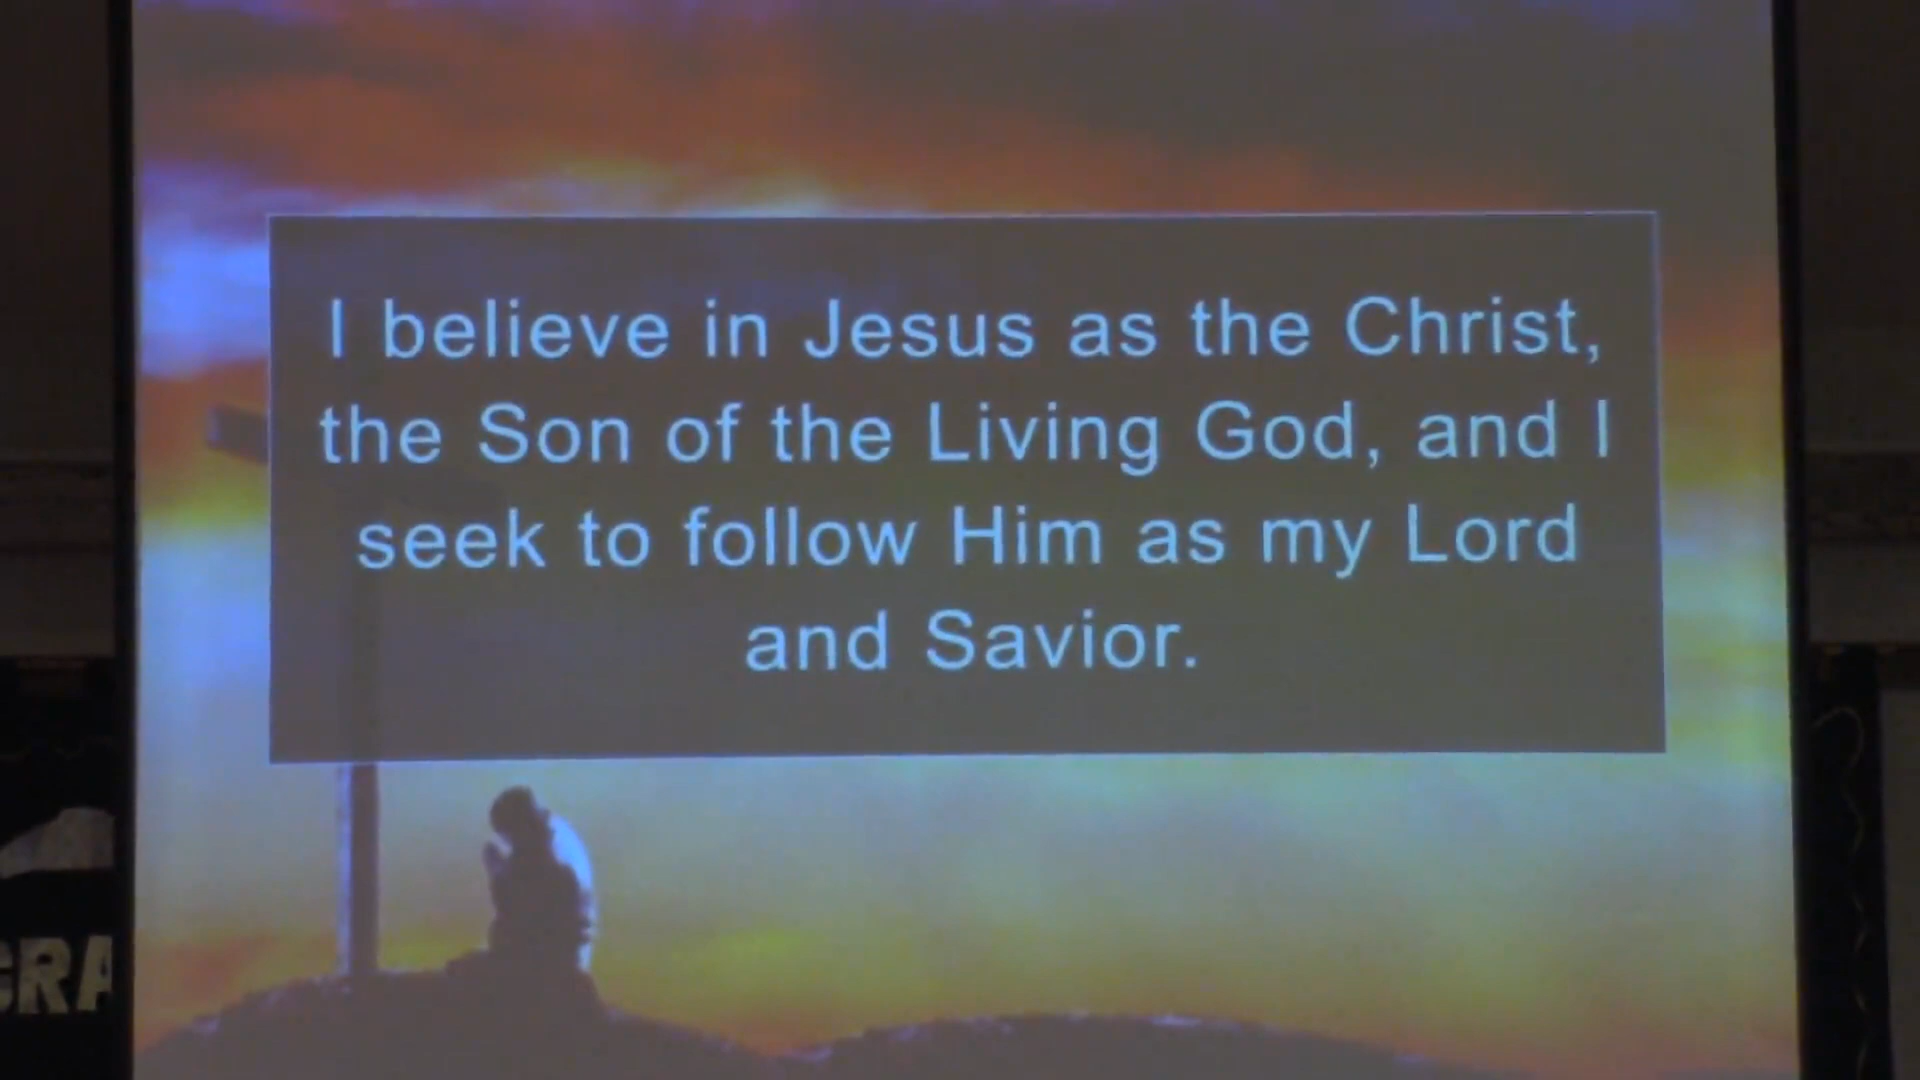 I believe in Jesus as the Christ,
the Son of the Living God, and I
seek to follow Him as my Lord
and Savior.